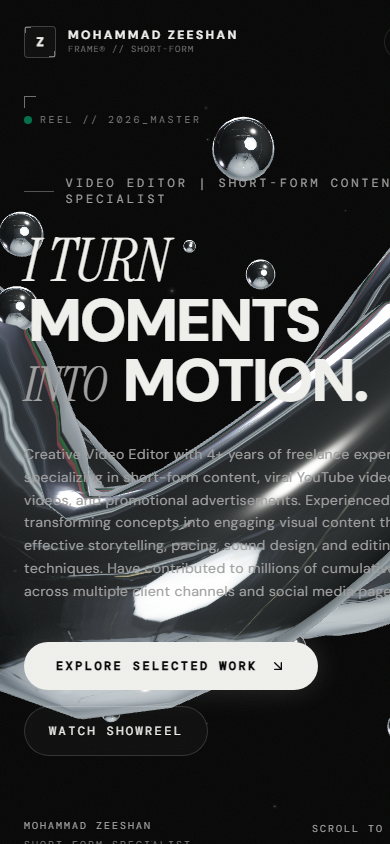 Z
MOHAMMAD ZEESHAN
FRAME® // SHORT-FORM
REEL // 2026_MASTER
VIDEO EDITOR | SHORT-FORM CONTEN
SPECIALIST
I TURN
MOMENTS
INTO MOTION.
Creative Video Editor with 4+ years of freelance exper
specializing in short-form content, viral YouTube video
videos, and promotional advertisements. Experienced
transforming concepts into engaging visual content th
effective storytelling, pacing, sound design, and editin
techniques. Have contributed to millions of cumulati
across multiple client channels and social media page
EXPLORE SELECTED WORK
WATCH SHOWREEL
MOHAMMAD ZEESHAN
SCROLL TO
SHORT-FORM SPECIALIST